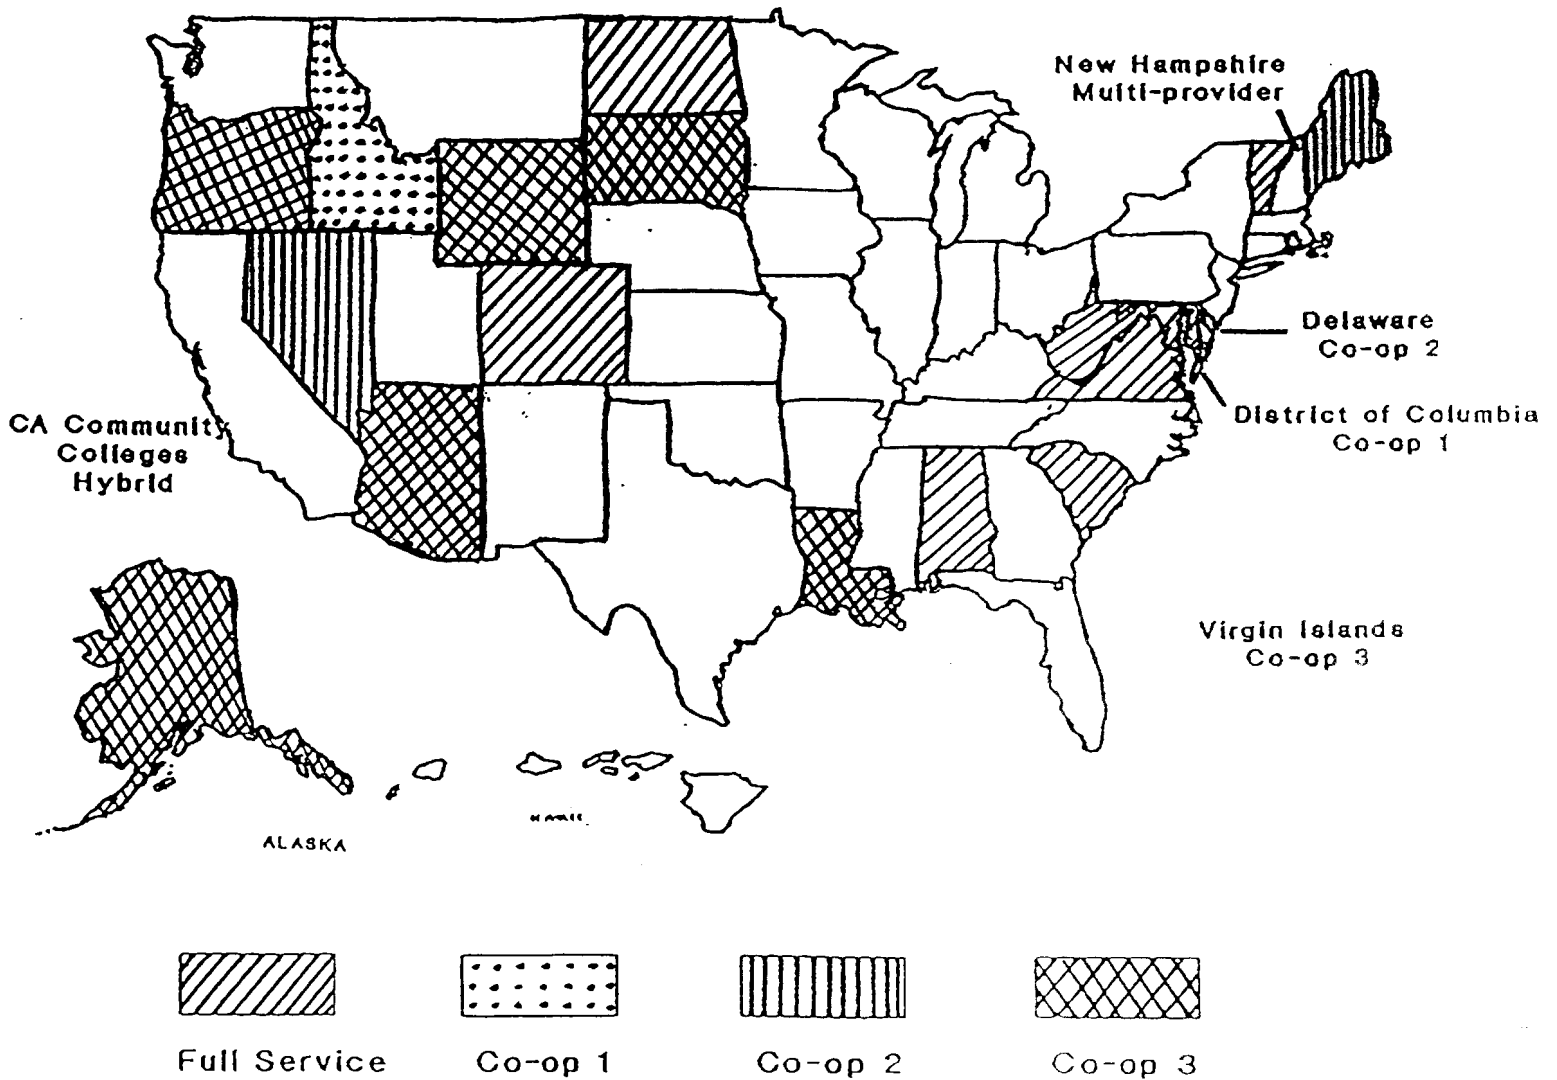 New Hampshire
Multi-provider
Delaware
Co-op 2
District of Columbia
Co-op 1
CA Community
Colleges
Hybrid
Virgin Islands
Co-op 3
ALASKA
Full Service
Co-op 1
Co-op 2
Co-op 3